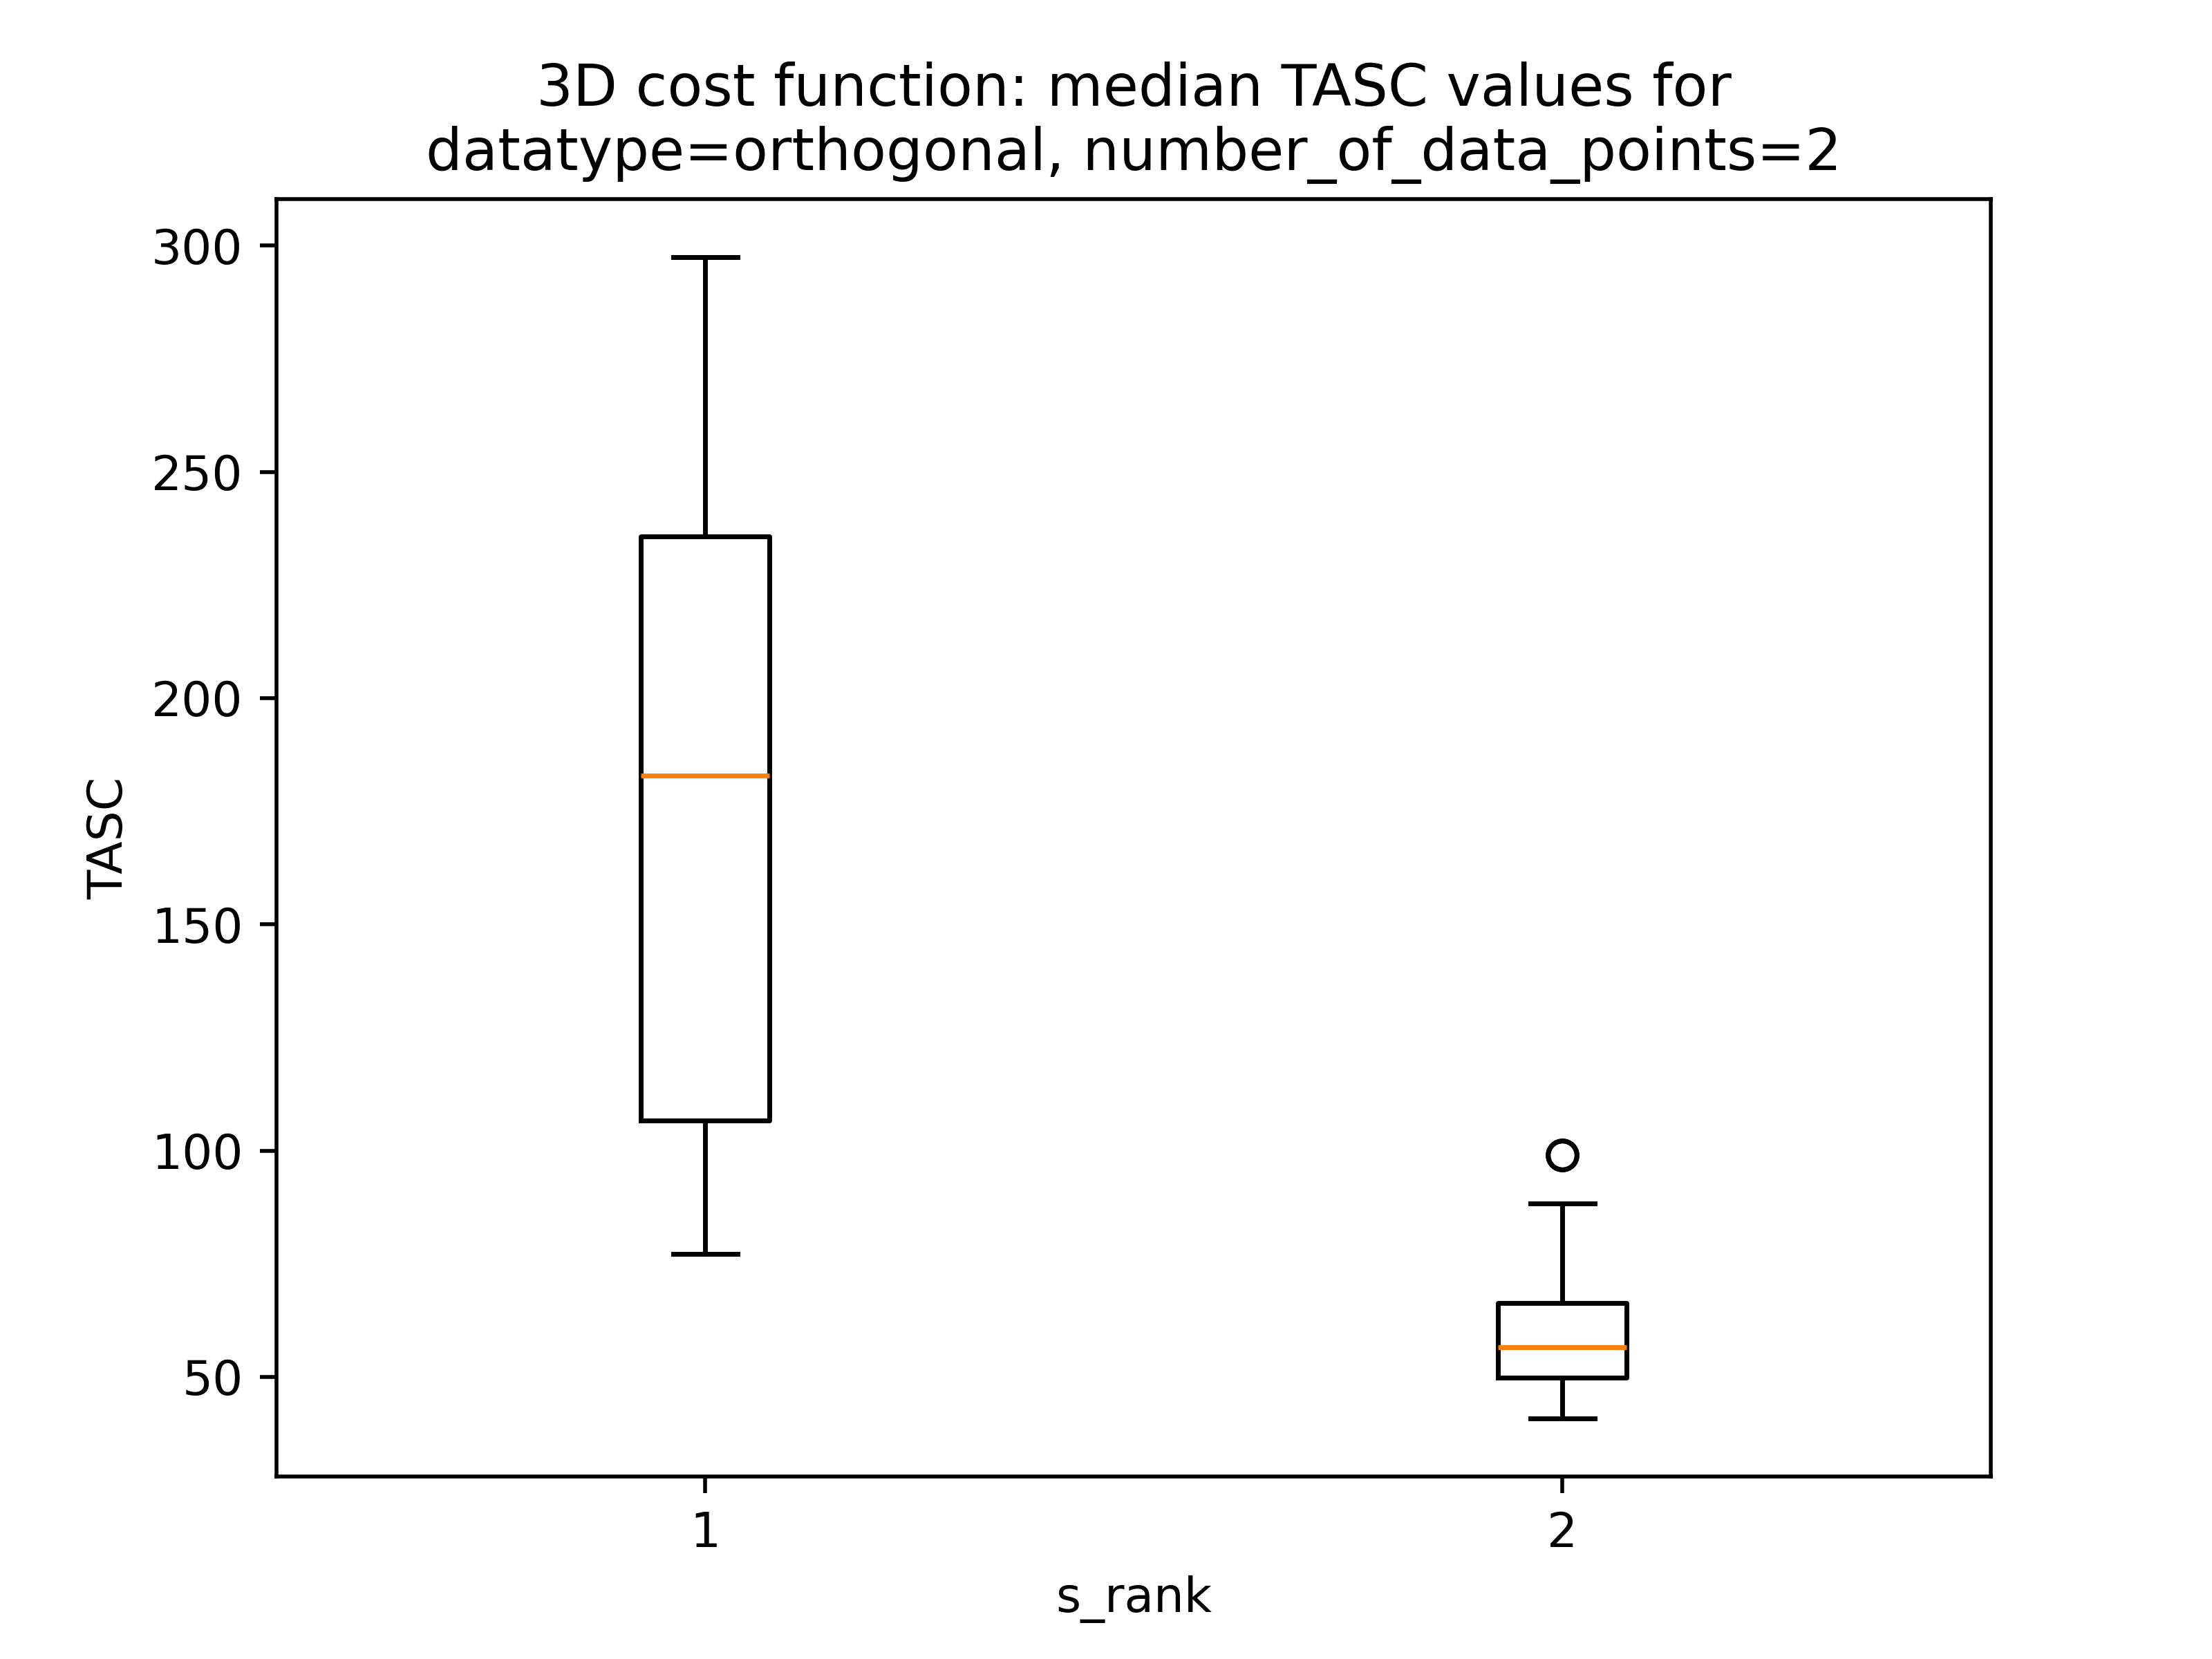 3D cost function: median TASC values for
datatype=orthogonal, number_of_data_points=2
300
250
200
150
100
50
TASC
1
2
s_rank